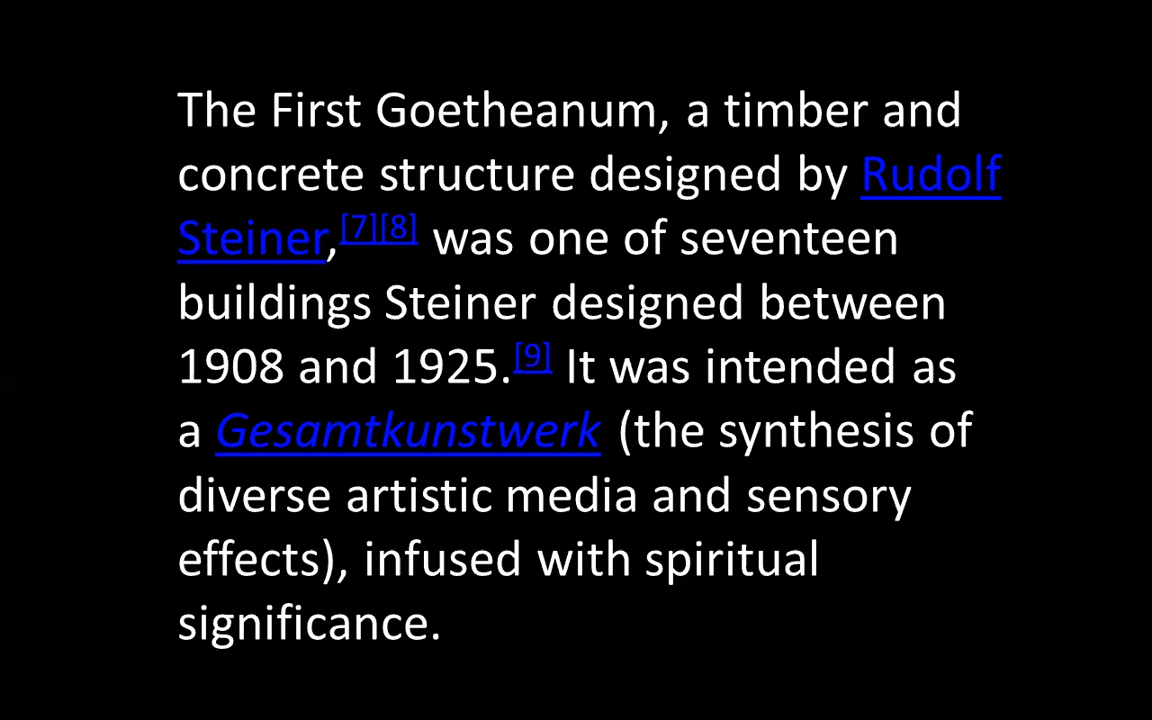 The First Goetheanum, a timber and
concrete structure designed by Rudolf
Steiner,[7][8] was one of seventeen
buildings Steiner designed between
1908 and 1925.[9] It was intended as
a Gesamtkunstwerk (the synthesis of
diverse artistic media and sensory
effects), infused with spiritual
significance.